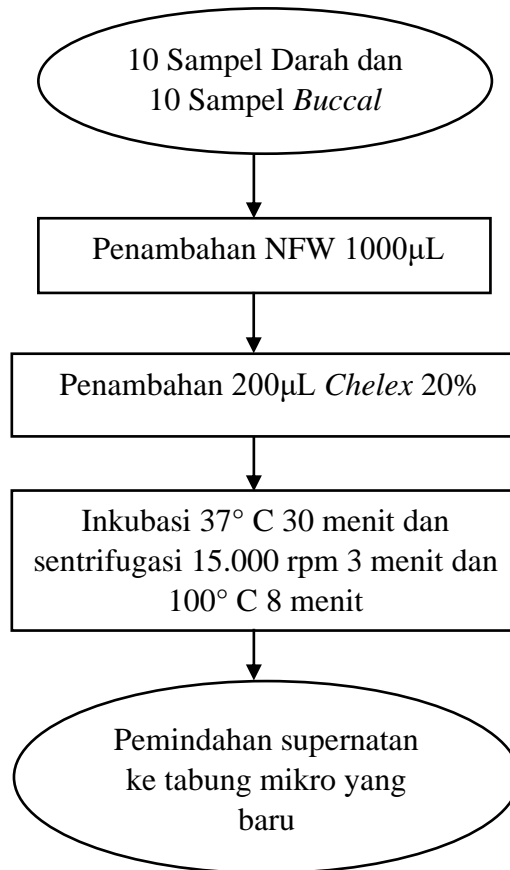 10 Sampel Darah dan
10 Sampel Buccal
Penambahan NFW 1000μL
Penambahan 200μL Chelex 20%
Inkubasi 37° C 30 menit dan
sentrifugasi 15.000 rpm 3 menit dan
100° C 8 menit
Pemindahan supernatan
ke tabung mikro yang
baru